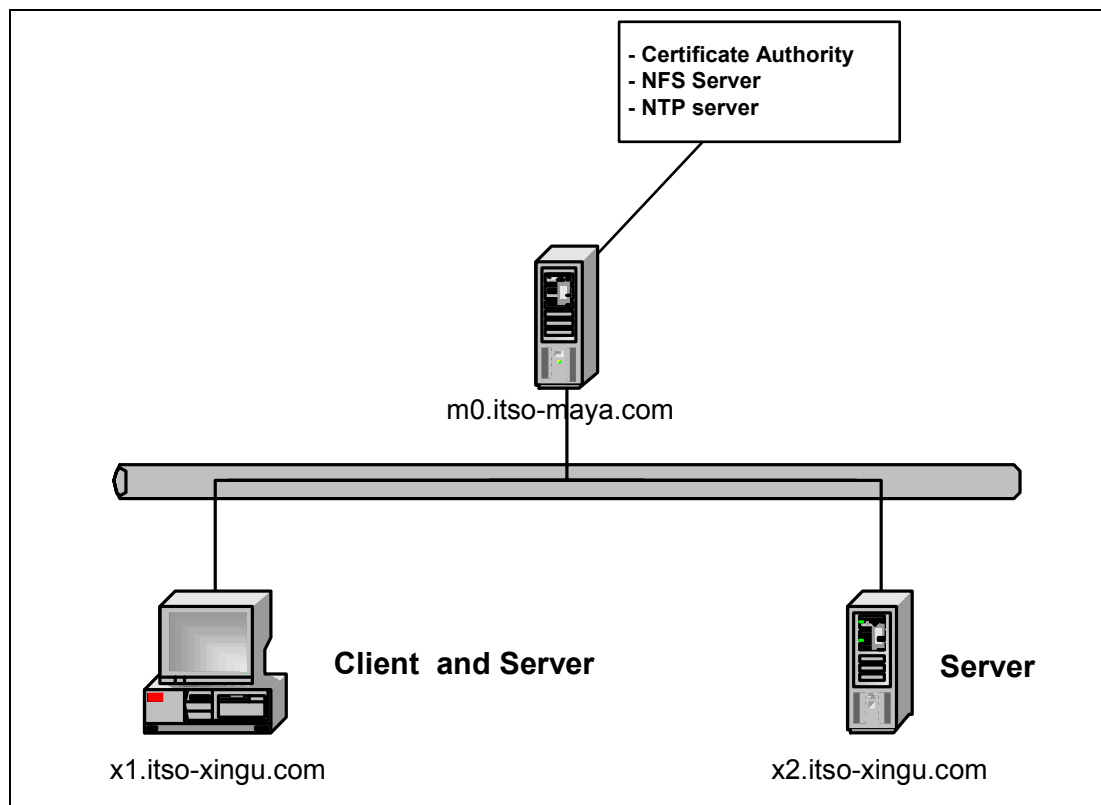 - Certificate Authority
- NFS Server
- NTP server
m0.itso-maya.com
Client and Server
Server
x1.itso-xingu.com
x2.itso-xingu.com